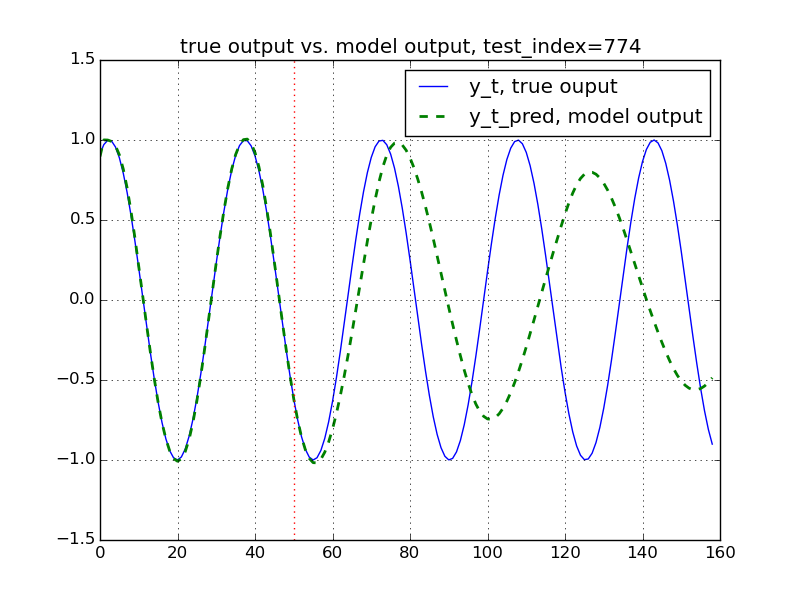 true output vs. model output, test_index=774
y_t, true ouput
y_t_pred, model output
1.5
1.0
0.5
0.0
−0.5
−1.0
−1.5
0 20 40 60 80 100 120 140 160